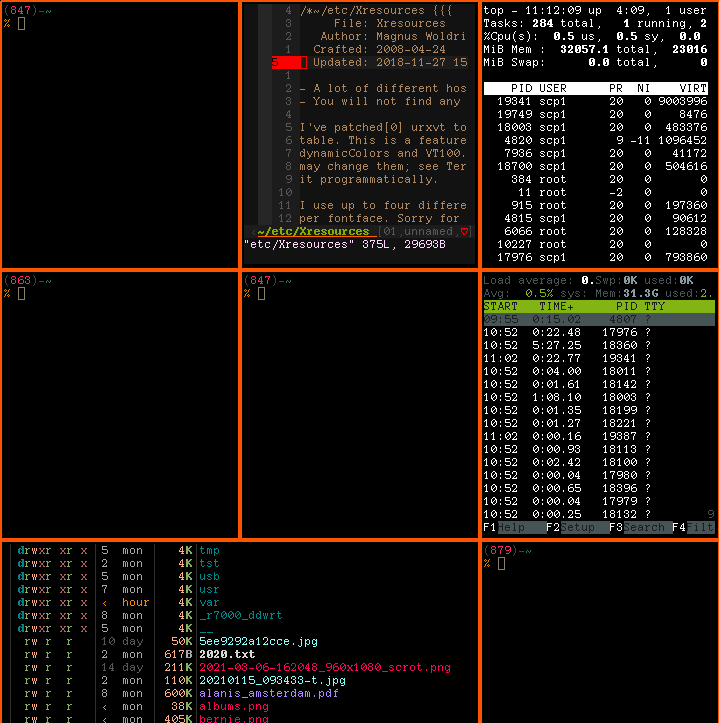 (847)-~
% 
4 /*~/etc/Xresources {{{
3 File: Xresources
2 Author: Magnus Woldri
1 Crafted: 2008-04-24
5 Updated: 2018-11-27 15
1
2 - A lot of different hos
3 - You will not find any
4
5 I've patched[0] urxvt to
6 table. This is a feature
7 dynamicColors and VT100.
8 may change them; see Ter
9 it programmatically.
10
11 I use up to four differe
12 per fontface. Sorry for
~/etc/Xresources [01,unnamed,♥
"etc/Xresources" 375L, 29693B
top - 11:12:09 up 4:09, 1 user
Tasks: 284 total, 1 running, 2
%Cpu(s): 0.5 us, 0.5 sy, 0.0
MiB Mem : 32057.1 total, 23016
MiB Swap: 0.0 total, 0
PID USER PR NI VIRT
19341 scp1 20 0 9003996
19749 scp1 20 0 8476
18003 scp1 20 0 483376
4820 scp1 9 -11 1096452
7936 scp1 20 0 41172
18700 scp1 20 0 504616
384 root 20 0 0
11 root -2 0 0
915 root 20 0 197360
4815 scp1 20 0 90612
6066 root 20 0 128328
10227 root 20 0 0
17976 scp1 20 0 793860
(863)-~
% 
(847)-~
% 
Load average: 0.Swp:0K used:0K
Avg: 0.5% sys: Mem:31.3G used:2.
START TIME+ PID TTY
09:55 0:15.02 4807 ?
10:52 0:22.48 17976 ?
10:52 5:27.25 18360 ?
11:02 0:22.77 19341 ?
10:52 0:04.00 18011 ?
10:52 0:01.61 18142 ?
10:52 1:08.10 18003 ?
10:52 0:01.35 18199 ?
10:52 0:01.27 18221 ?
11:02 0:00.16 19387 ?
10:52 0:00.93 18113 ?
10:52 0:02.42 18100 ?
10:52 0:00.04 17980 ?
10:52 0:00.65 18396 ?
10:52 0:00.04 17979 ?
10:52 0:00.25 18132 ? 9
F1Help F2Setup F3Search F4Filt
drwxr xr x 5 mon 4K tmp
drwxr xr x 2 mon 4K tst
drwxr xr x 5 mon 4K usb
drwxr xr x 7 mon 4K usr
drwxr xr x < hour 4K var
drwxr xr x 8 mon 4K _r7000_ddwrt
drwxr xr x 5 mon 4K __
rw r r 10 day 50K 5ee9292a12cce.jpg
rw r r 2 mon 617B 2020.txt
rw r r 14 day 211K 2021-03-06-162048_960x1080_scrot.png
rw r r 2 mon 110K 20210115_093433-t.jpg
rw r r 8 mon 600K alanis_amsterdam.pdf
rw r r < mon 38K albums.png
rw r r < mon 405K bernie.png
(879)-~
%